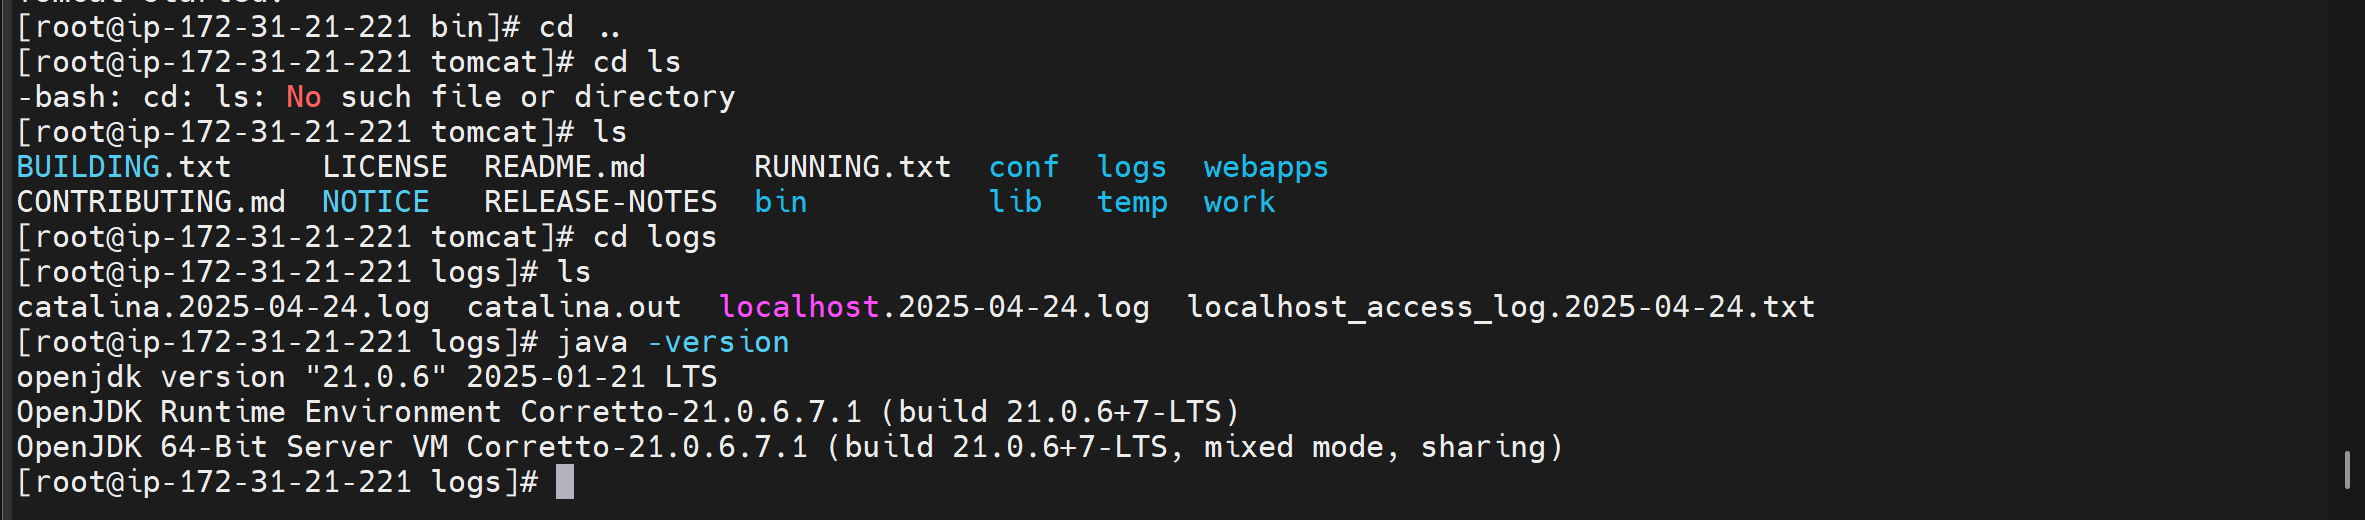 Tomcat started.
[root@ip-172-31-21-221 bin]# cd ..
[root@ip-172-31-21-221 tomcat]# cd ls
-bash: cd: ls: No such file or directory
[root@ip-172-31-21-221 tomcat]# ls
BUILDING.txt     LICENSE  README.md      RUNNING.txt  conf  logs  webapps
CONTRIBUTING.md  NOTICE   RELEASE-NOTES  bin          lib   temp  work
[root@ip-172-31-21-221 tomcat]# cd logs
[root@ip-172-31-21-221 logs]# ls
catalina.2025-04-24.log  catalina.out  localhost.2025-04-24.log  localhost_access_log.2025-04-24.txt
[root@ip-172-31-21-221 logs]# java -version
openjdk version "21.0.6" 2025-01-21 LTS
OpenJDK Runtime Environment Corretto-21.0.6.7.1 (build 21.0.6+7-LTS)
OpenJDK 64-Bit Server VM Corretto-21.0.6.7.1 (build 21.0.6+7-LTS, mixed mode, sharing)
[root@ip-172-31-21-221 logs]#